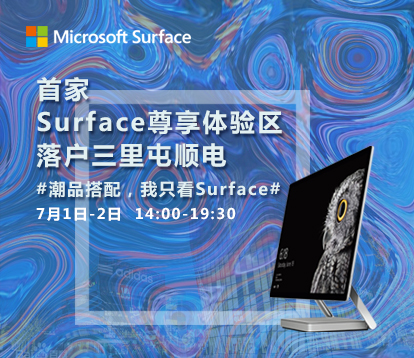 Microsoft Surface
首家
Surface尊享体验区
落户三里屯顺电
#潮品搭配，我只看Surface#
7月1日-2日 14:00-19:30
adidas